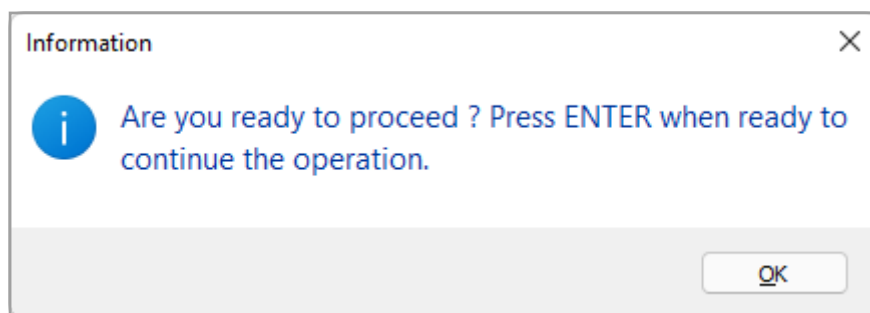 Information
Are you ready to proceed ? Press ENTER when ready to
continue the operation.
OK